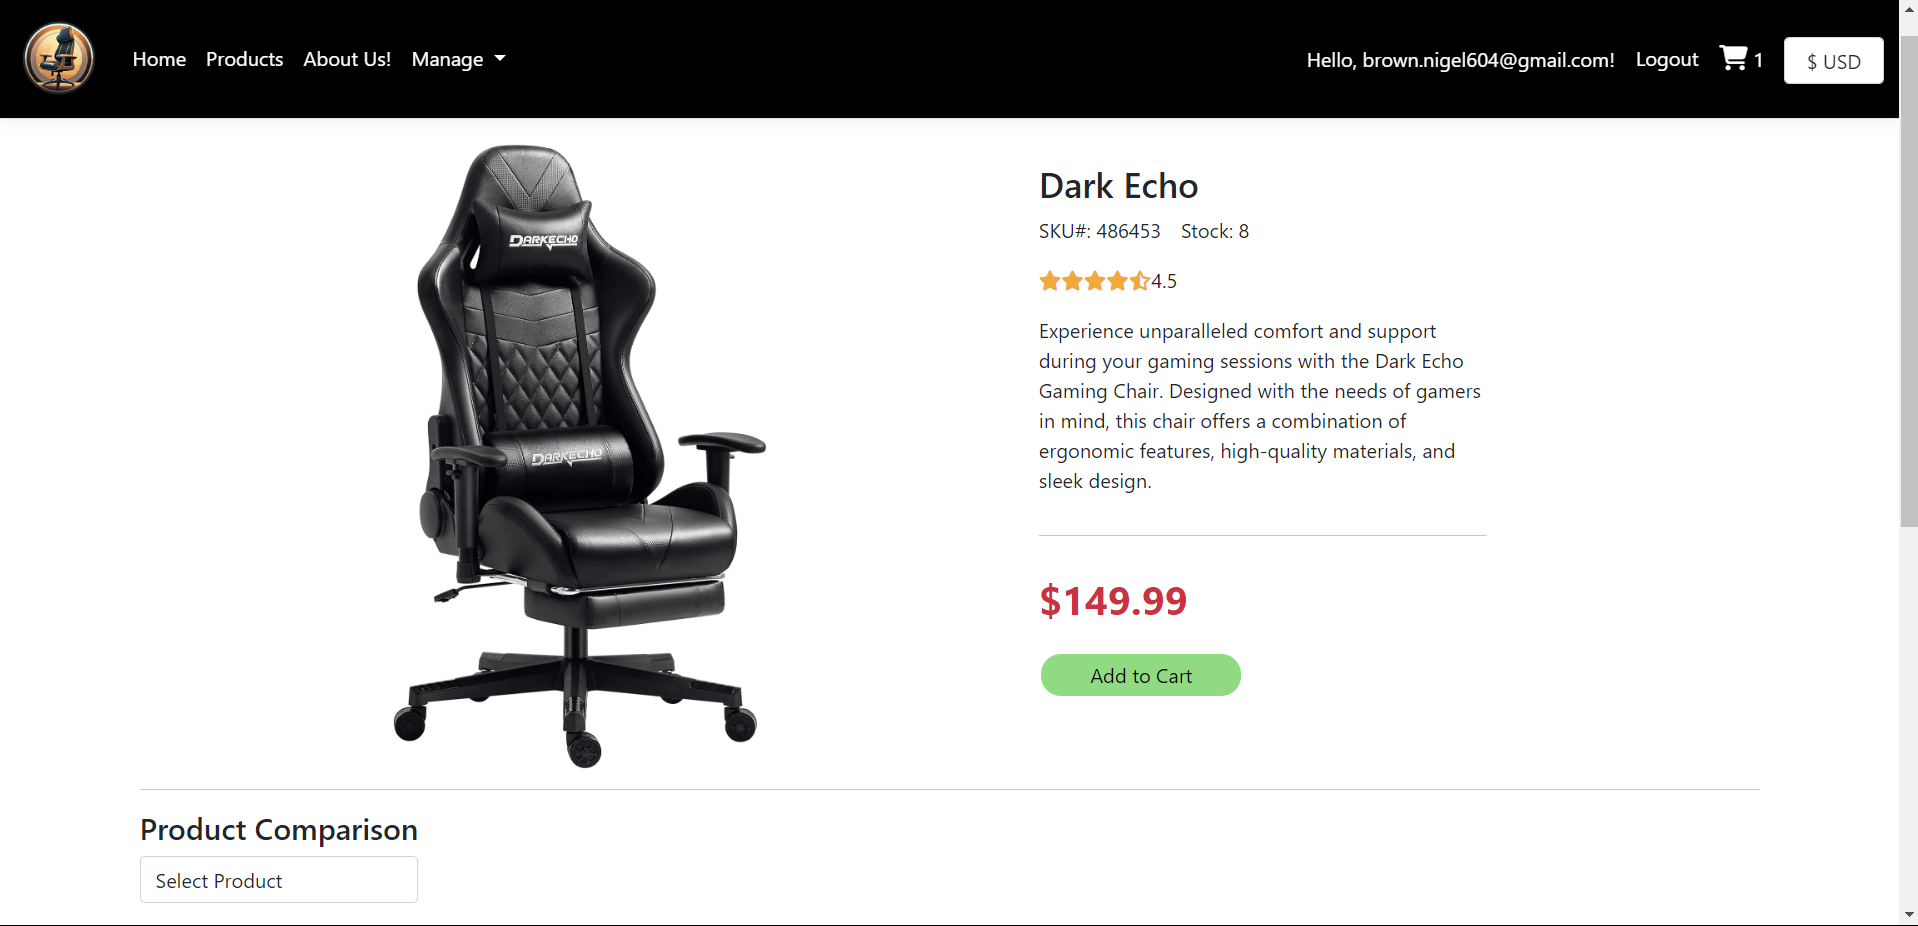 Home Products About Us! Manage
Hello, brown.nigel604@gmail.com! Logout 1 $ USD
DARKECHO
DARKECHO
Dark Echo
SKU#: 486453 Stock: 8
4.5
Experience unparalleled comfort and support
during your gaming sessions with the Dark Echo
Gaming Chair. Designed with the needs of gamers
in mind, this chair offers a combination of
ergonomic features, high-quality materials, and
sleek design.
$149.99
Add to Cart
Product Comparison
Select Product